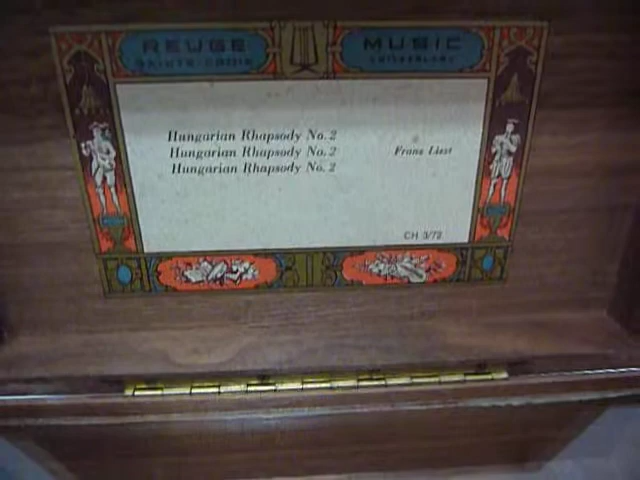 REUGE
SAINTE-CROIX
MUSIC
SWITZERLAND
Hungarian Rhapsody No. 2
Hungarian Rhapsody No. 2
Hungarian Rhapsody No. 2
Franz Liszt
CH 3/72